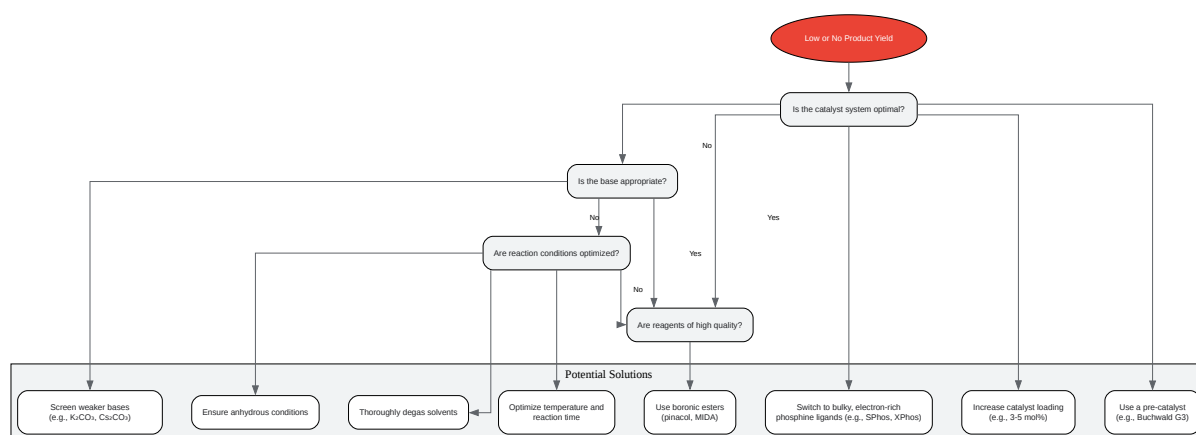 Low or No Product Yield
Is the catalyst system optimal?
No
Is the base appropriate?
Yes
No
Are reaction conditions optimized?
Yes
No
Are reagents of high quality?
Potential Solutions
Screen weaker bases
(e.g., K₂CO₃, Cs₂CO₃)
Ensure anhydrous conditions
Thoroughly degas solvents
Optimize temperature and
reaction time
Use boronic esters
(pinacol, MIDA)
Switch to bulky, electron-rich
phosphine ligands (e.g., SPhos, XPhos)
Increase catalyst loading
(e.g., 3-5 mol%)
Use a pre-catalyst
(e.g., Buchwald G3)